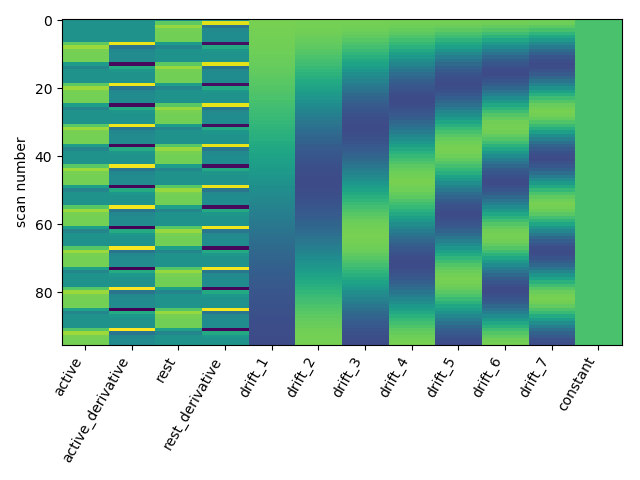 0
20
40
60
80
scan number
active
active_derivative
rest
rest_derivative
drift_1
drift_2
drift_3
drift_4
drift_5
drift_6
drift_7
constant